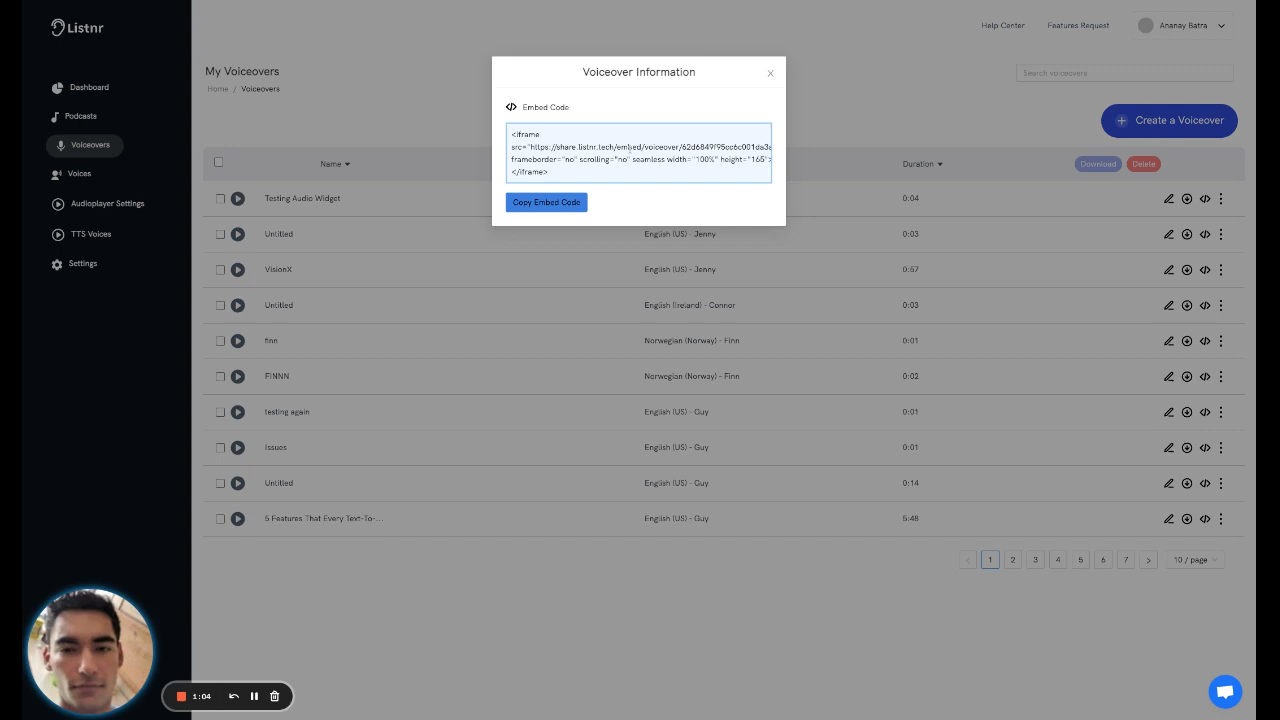 Listnr
Help Center
Features Request
Ananay Batra
Dashboard
Podcasts
Voiceovers
Voices
Audioplayer Settings
TTS Voices
Settings
My Voiceovers
Home / Voiceovers
Search voiceovers
Create a Voiceover
Voiceover Information
Embed Code
<iframe
src="https://share.listnr.tech/embed/voiceover/62d6849f95cc6c001da3a
frameborder="no" scrolling="no" seamless width="100%" height="165">
</iframe>
Copy Embed Code
Name Duration Download Delete
Testing Audio Widget 0:04
Untitled English (US) - Jenny 0:03
VisionX English (US) - Jenny 0:57
Untitled English (Ireland) - Connor 0:03
finn Norwegian (Norway) - Finn 0:01
FINNN Norwegian (Norway) - Finn 0:02
testing again English (US) - Guy 0:01
Issues English (US) - Guy 0:01
Untitled English (US) - Guy 0:14
5 Features That Every Text-To-... English (US) - Guy 5:48
< 1 2 3 4 5 6 7 > 10 / page
1:04